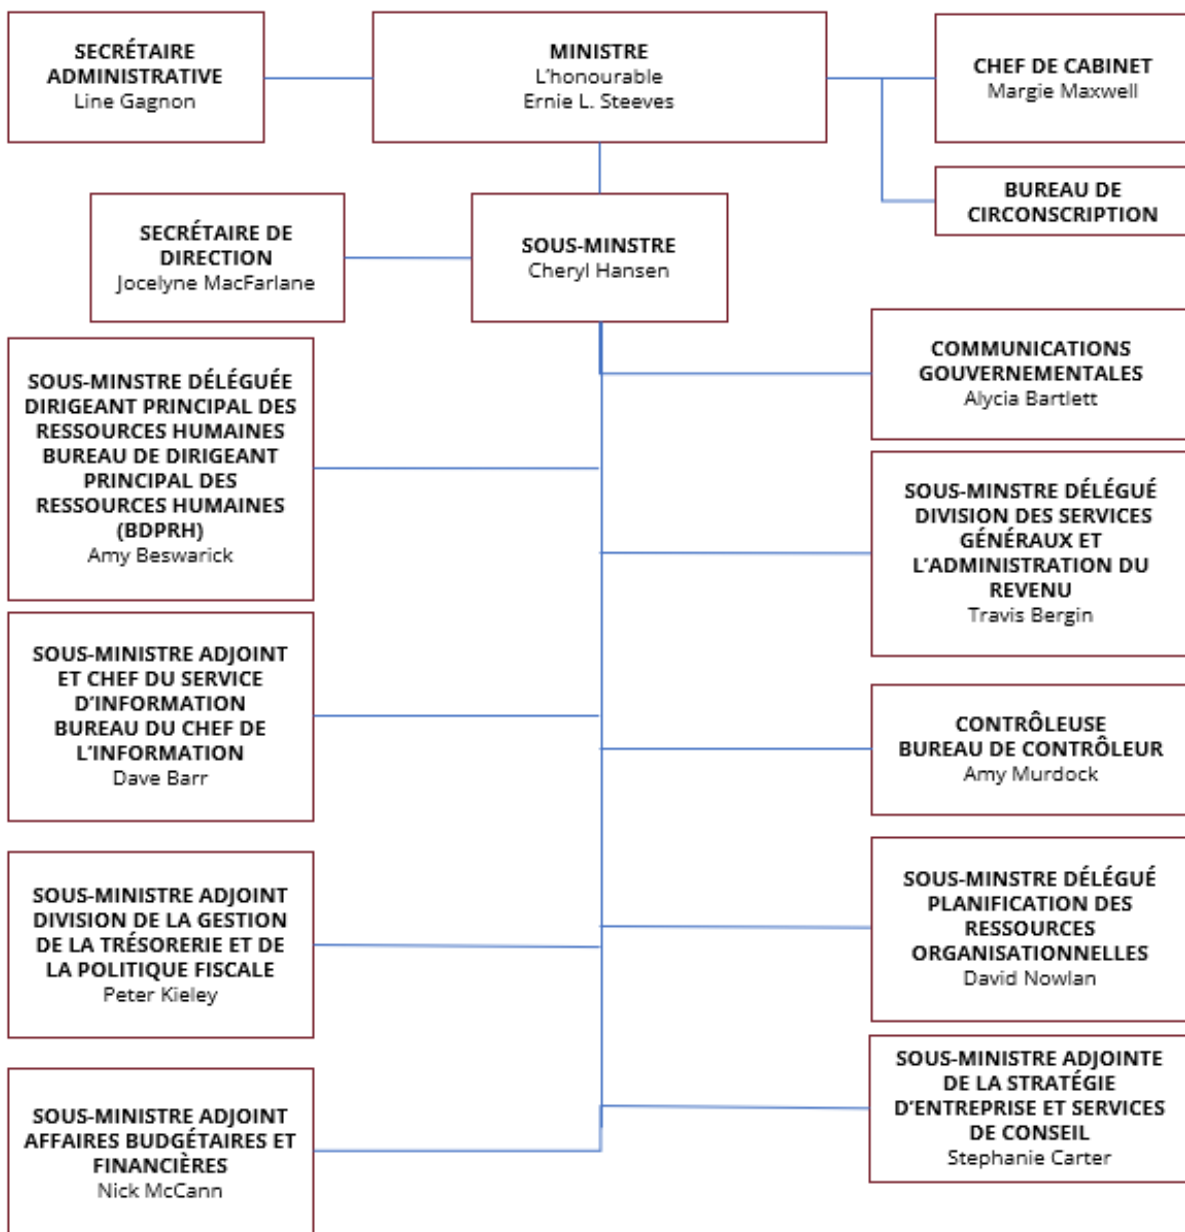 SECRÉTAIRE
ADMINISTRATIVE
Line Gagnon
MINISTRE
L'honourable
Ernie L. Steeves
CHEF DE CABINET
Margie Maxwell
BUREAU DE
CIRCONSCRIPTION
SECRÉTAIRE DE
DIRECTION
Jocelyne MacFarlane
SOUS-MINSTRE
Cheryl Hansen
COMMUNICATIONS
GOUVERNEMENTALES
Alycia Bartlett
SOUS-MINSTRE DÉLÉGUÉE
DIRIGEANT PRINCIPAL DES
RESSOURCES HUMAINES
BUREAU DE DIRIGEANT
PRINCIPAL DES
RESSOURCES HUMAINES
(BDPRH)
Amy Beswarick
SOUS-MINSTRE DÉLÉGUÉ
DIVISION DES SERVICES
GÉNÉRAUX ET
L'ADMINISTRATION DU
REVENU
Travis Bergin
SOUS-MINISTRE ADJOINT
ET CHEF DU SERVICE
D'INFORMATION
BUREAU DU CHEF DE
L'INFORMATION
Dave Barr
CONTRÔLEUSE
BUREAU DE CONTRÔLEUR
Amy Murdock
SOUS-MINISTRE ADJOINT
DIVISION DE LA GESTION
DE LA TRÉSORERIE ET DE
LA POLITIQUE FISCALE
Peter Kieley
SOUS-MINSTRE DÉLÉGUÉ
PLANIFICATION DES
RESSOURCES
ORGANISATIONNELLES
David Nowlan
SOUS-MINISTRE ADJOINT
AFFAIRES BUDGÉTAIRES ET
FINANCIÈRES
Nick McCann
SOUS-MINISTRE ADJOINTE
DE LA STRATÉGIE
D'ENTREPRISE ET SERVICES
DE CONSEIL
Stephanie Carter